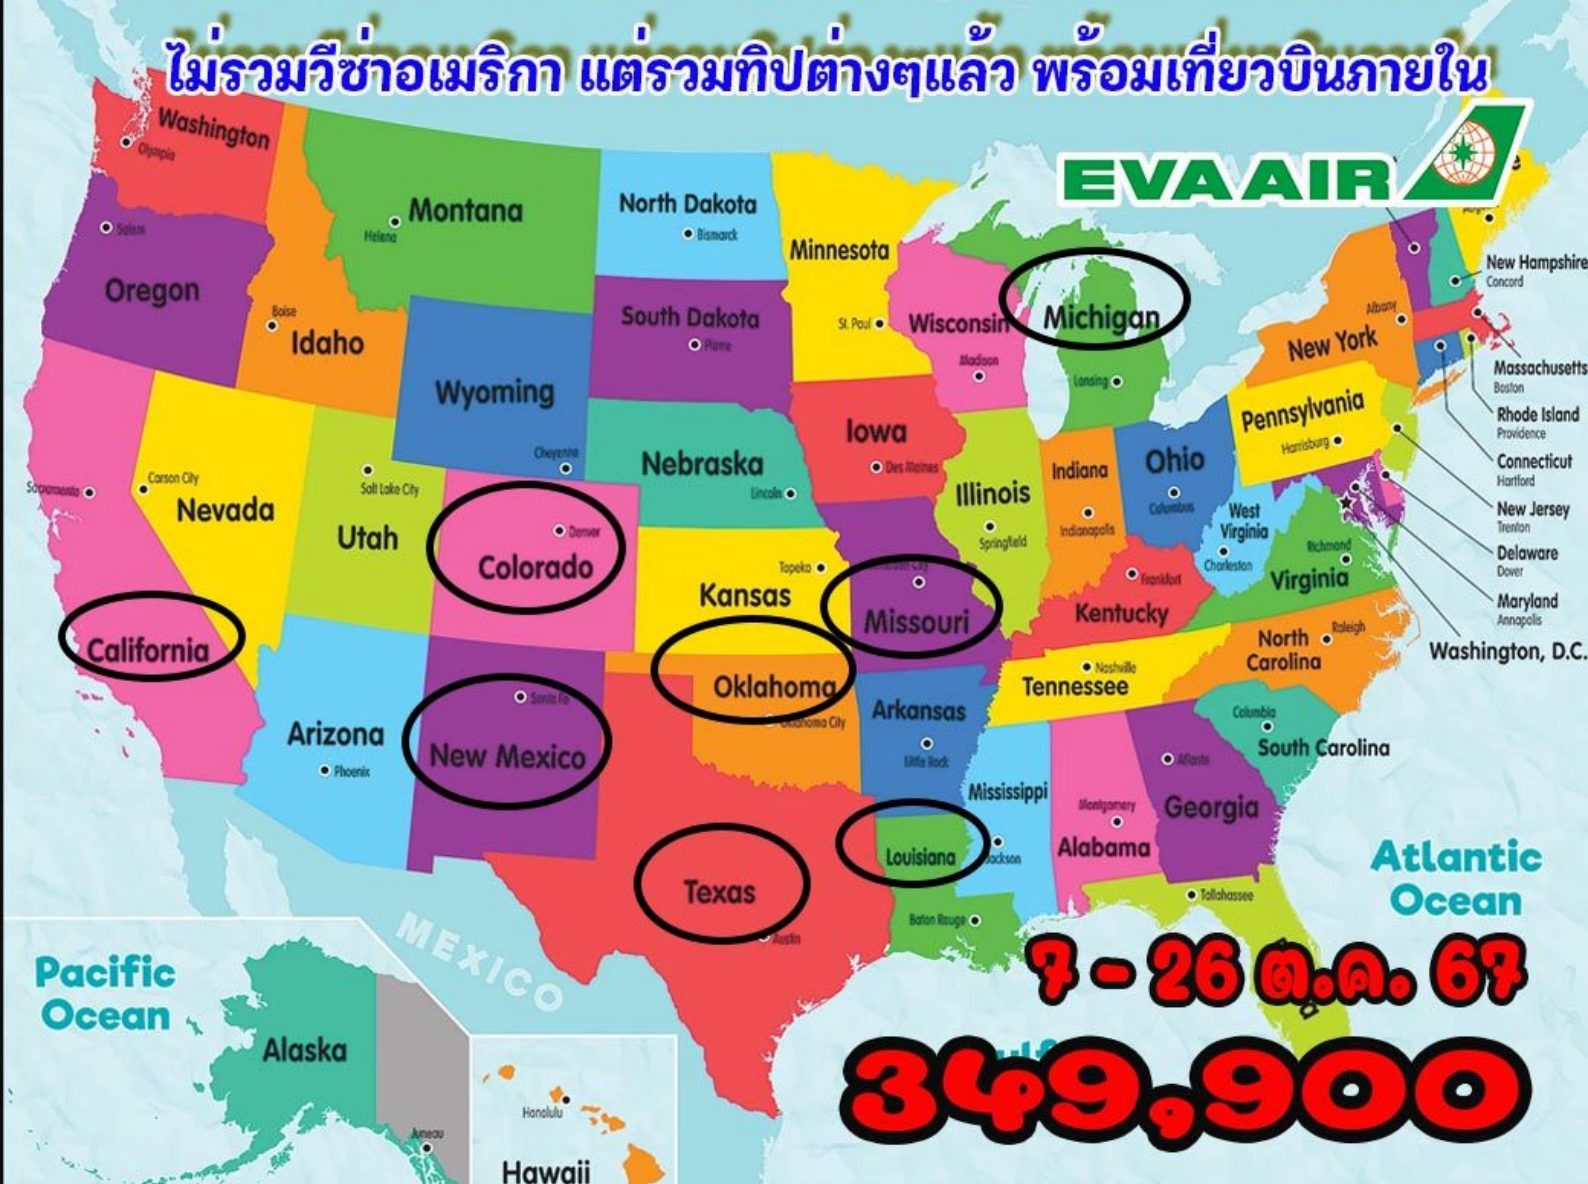 ไม่รวมวีซ่าอเมริกา แต่รวมทิปต่างๆแล้ว พร้อมเที่ยวบินภายใน
EVA AIR
Washington
Olympia
Montana
Helena
North Dakota
Bismarck
Minnesota
St. Paul
Salem
Oregon
Boise
Idaho
South Dakota
Pierre
Wisconsin
Madison
Michigan
Lansing
New Hampshire
Concord
Albany
New York
Massachusetts
Boston
Rhode Island
Providence
Connecticut
Hartford
New Jersey
Trenton
Delaware
Dover
Maryland
Annapolis
Washington, D.C.
Wyoming
Cheyenne
Nebraska
Lincoln
Iowa
Des Moines
Illinois
Springfield
Indiana
Indianapolis
Ohio
Columbus
Pennsylvania
Harrisburg
West
Virginia
Charleston
Richmond
Virginia
Sacramento
Carson City
Nevada
Salt Lake City
Utah
Denver
Colorado
Topeka
Kansas
Missouri
Frankfort
Kentucky
California
Raleigh
North
Carolina
Nashville
Tennessee
Oklahoma
Oklahoma City
Arkansas
Little Rock
Columbia
South Carolina
Arizona
Phoenix
Santa Fe
New Mexico
Mississippi
Jackson
Montgomery
Alabama
Atlanta
Georgia
Texas
Austin
Louisiana
Baton Rouge
Tallahassee
Atlantic
Ocean
MEXICO
Pacific
Ocean
Alaska
Juneau
Honolulu
Hawaii
7 - 26 ต.ค. 67
349,900